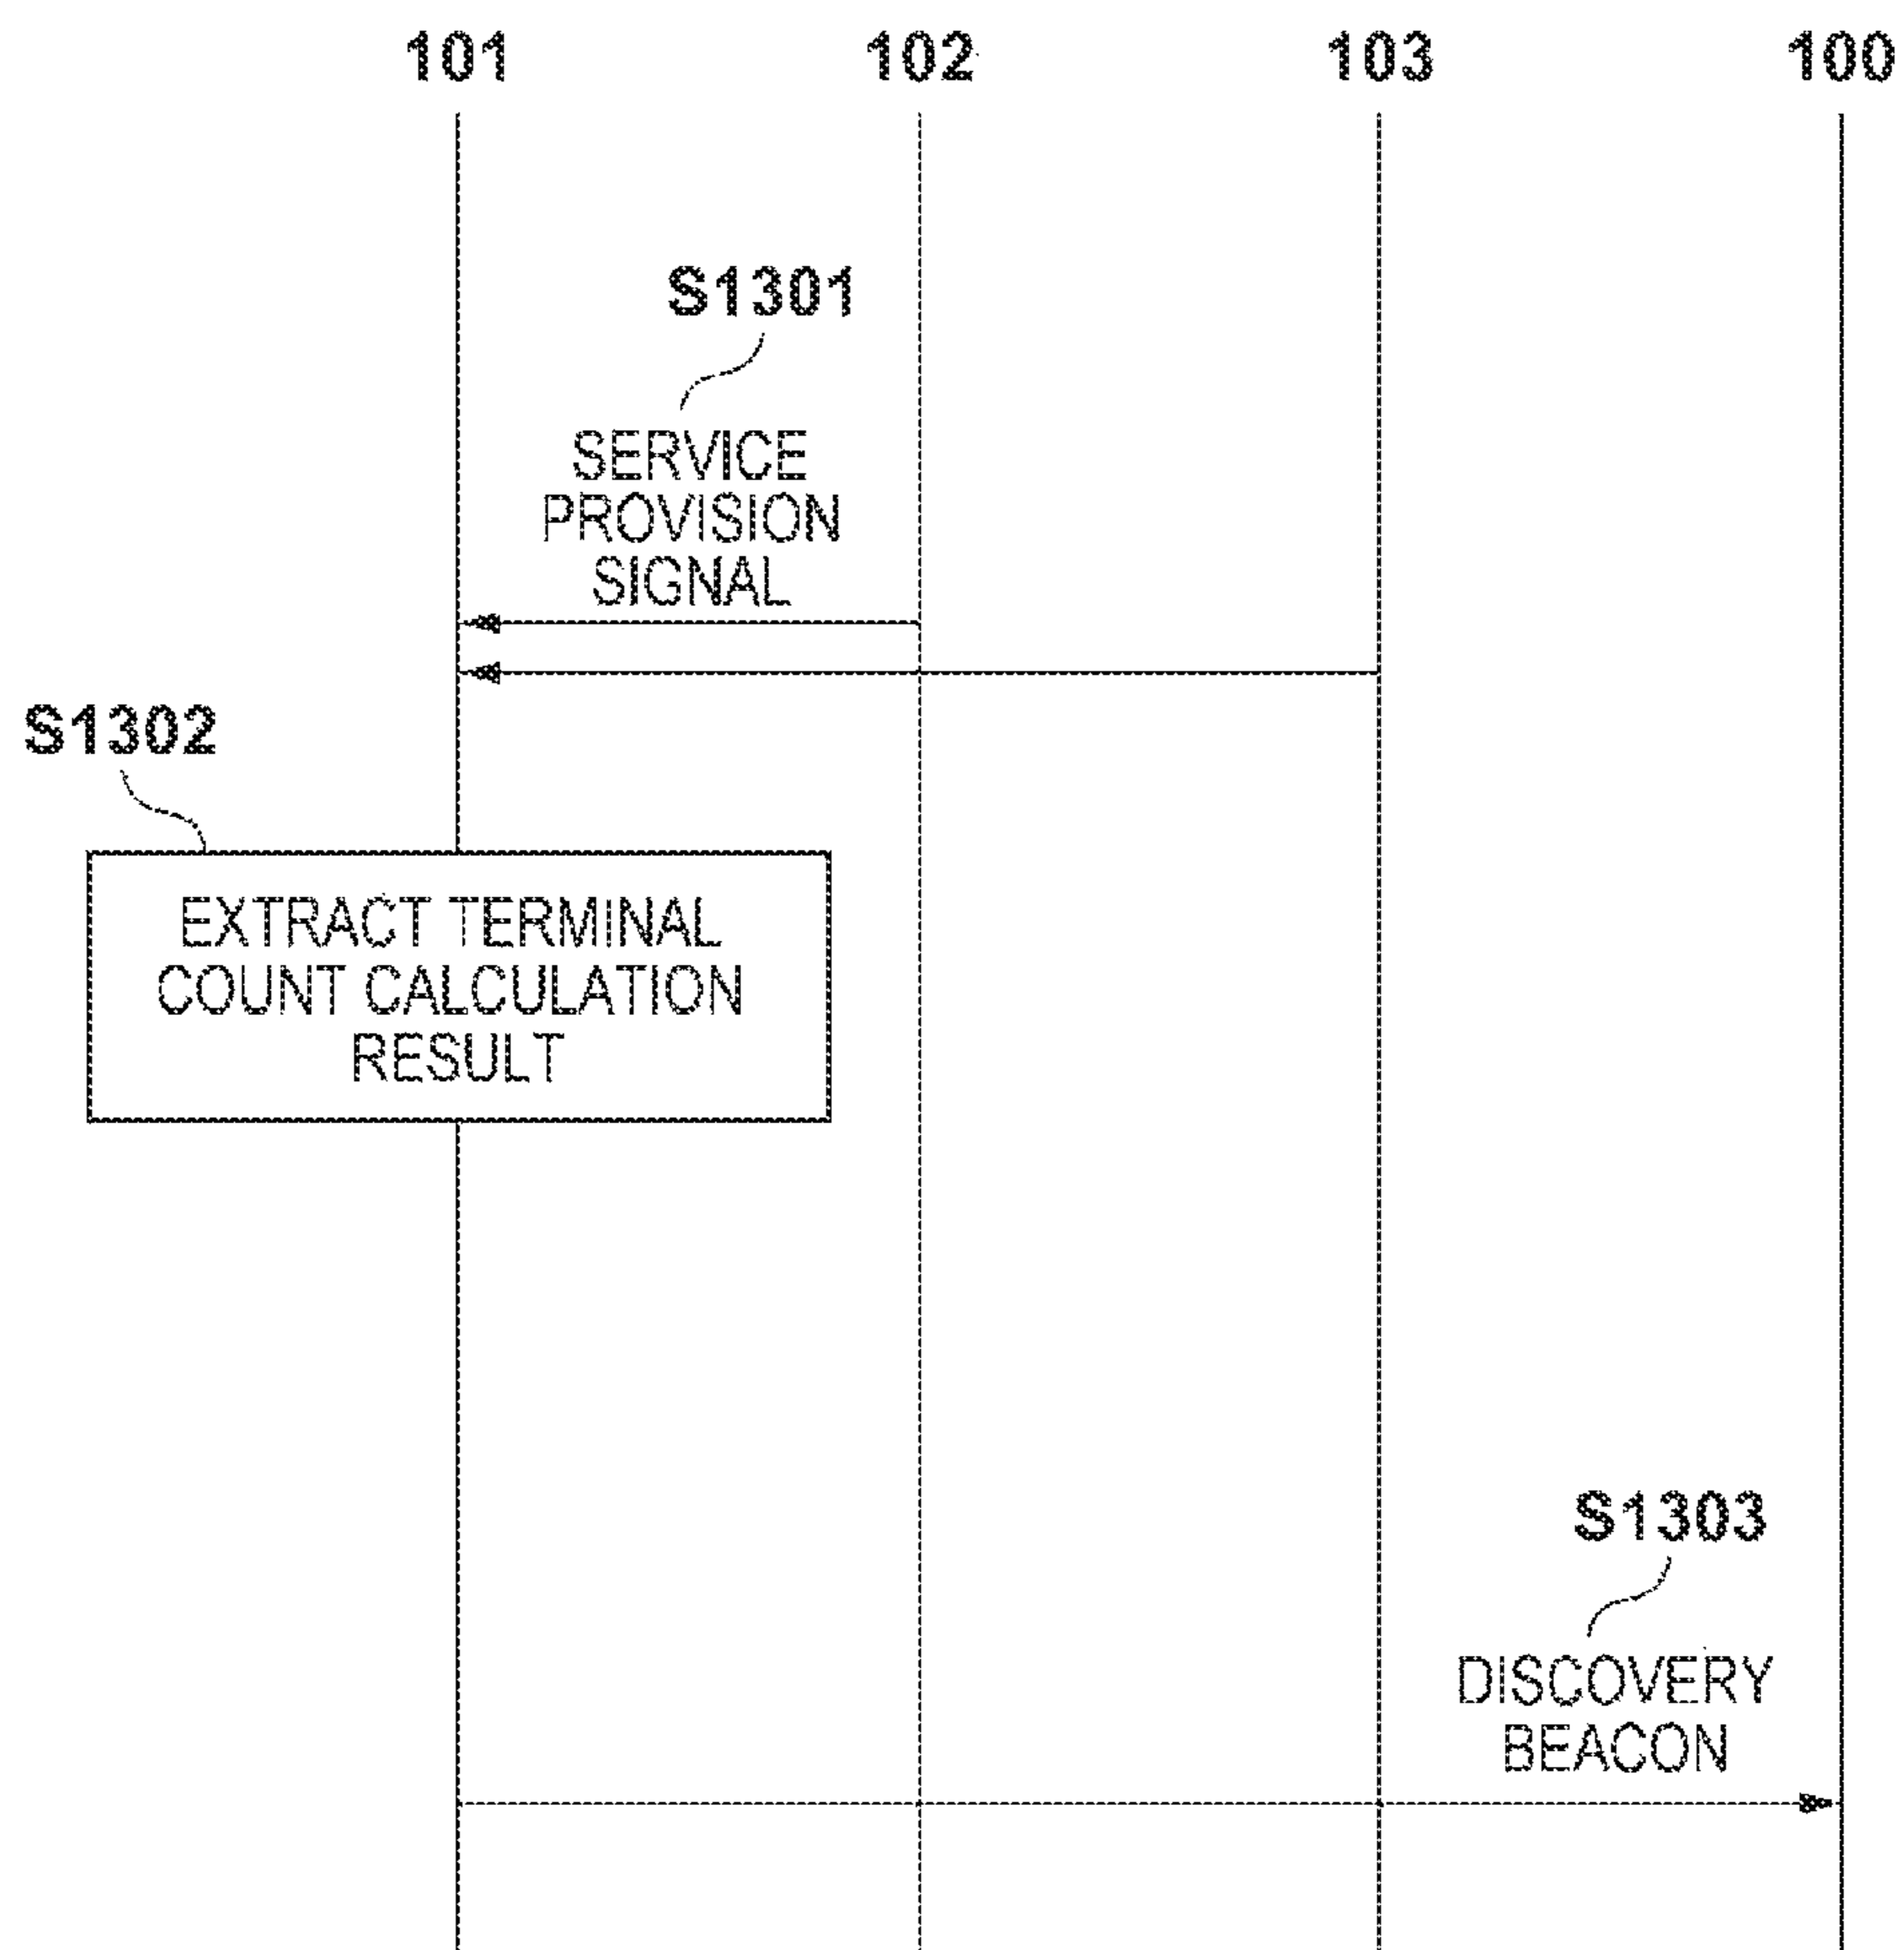 101 102 103 100
S1301
SERVICE
PROVISION
SIGNAL
S1302
EXTRACT TERMINAL
COUNT CALCULATION
RESULT
S1303
DISCOVERY
BEACON